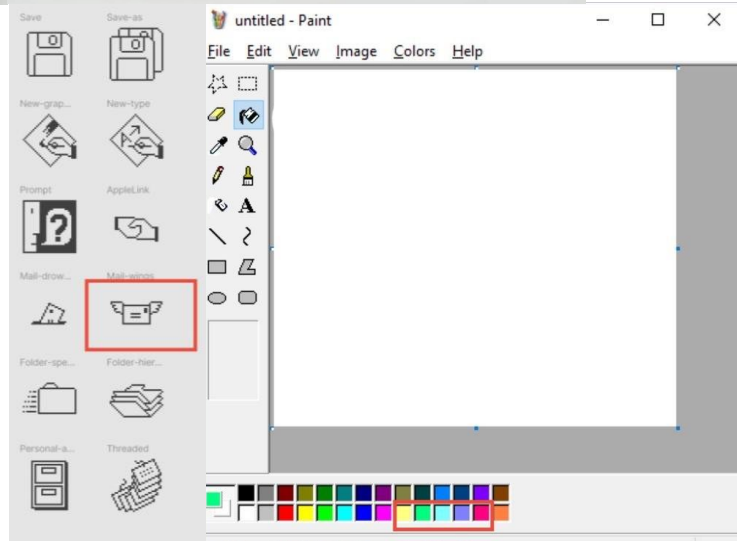 Save Save-as
New-grap... New-type
Prompt AppleLink
Mail-drow... Mail-wings
Folder-spe... Folder-hier...
Personal-a... Threaded
untitled - Paint
File Edit View Image Colors Help
A